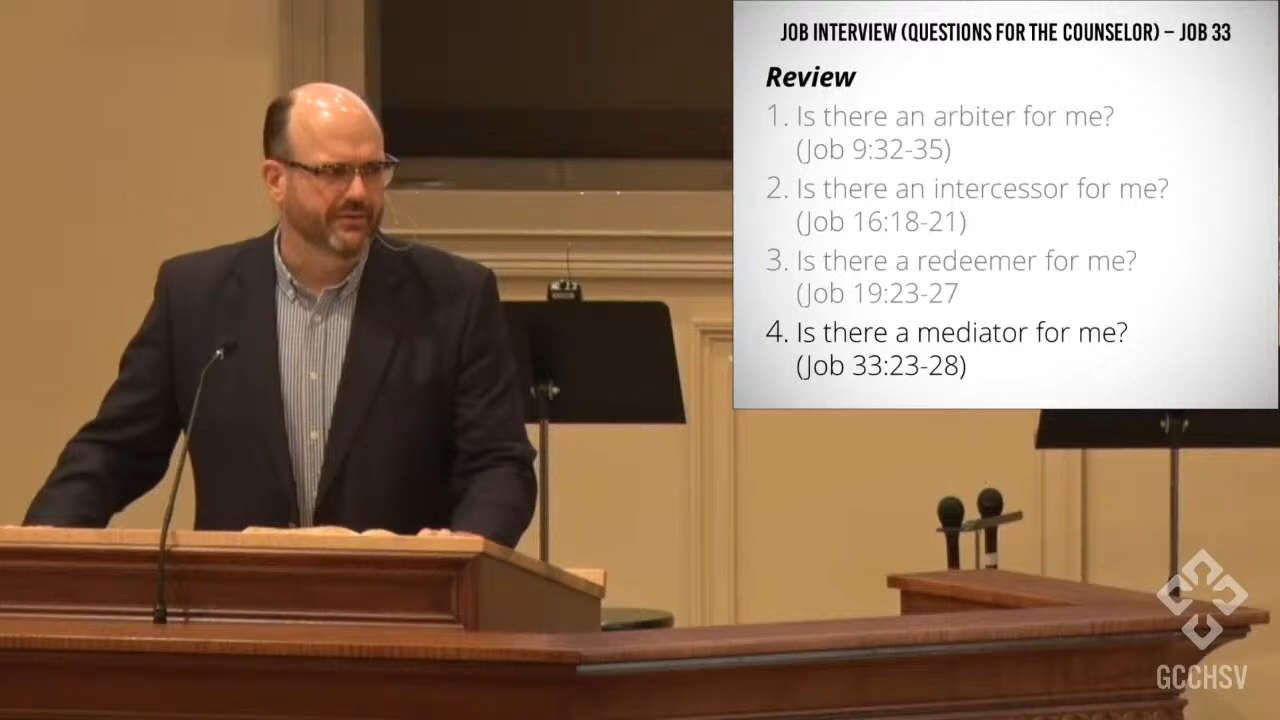 JOB INTERVIEW (QUESTIONS FOR THE COUNSELOR) – JOB 33
Review
1. Is there an arbiter for me?
(Job 9:32-35)
2. Is there an intercessor for me?
(Job 16:18-21)
3. Is there a redeemer for me?
(Job 19:23-27
4. Is there a mediator for me?
(Job 33:23-28)
GCCHSV